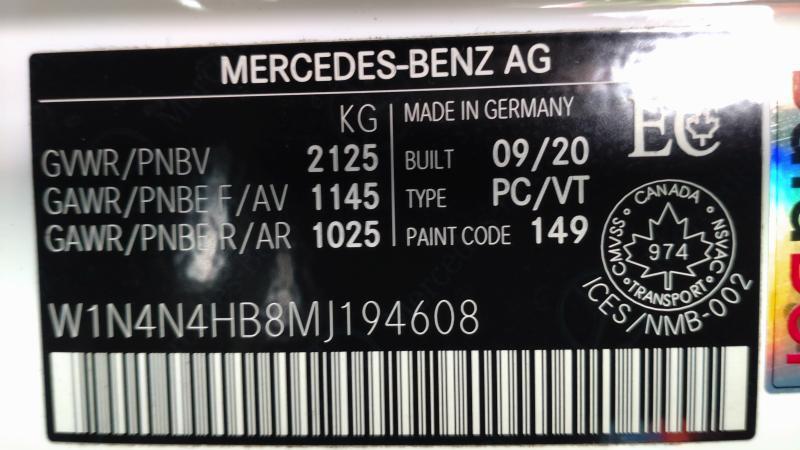 MERCEDES-BENZ AG
KG
GVWR/PNBV 2125
GAWR/PNBE F/AV 1145
GAWR/PNBE R/AR 1025
MADE IN GERMANY
BUILT 09/20
TYPE PC/VT
PAINT CODE 149
EC
CANADA
CMVSS NSVAC
974
TRANSPORT
ICES/NMB-002
W1N4N4HB8MJ194608